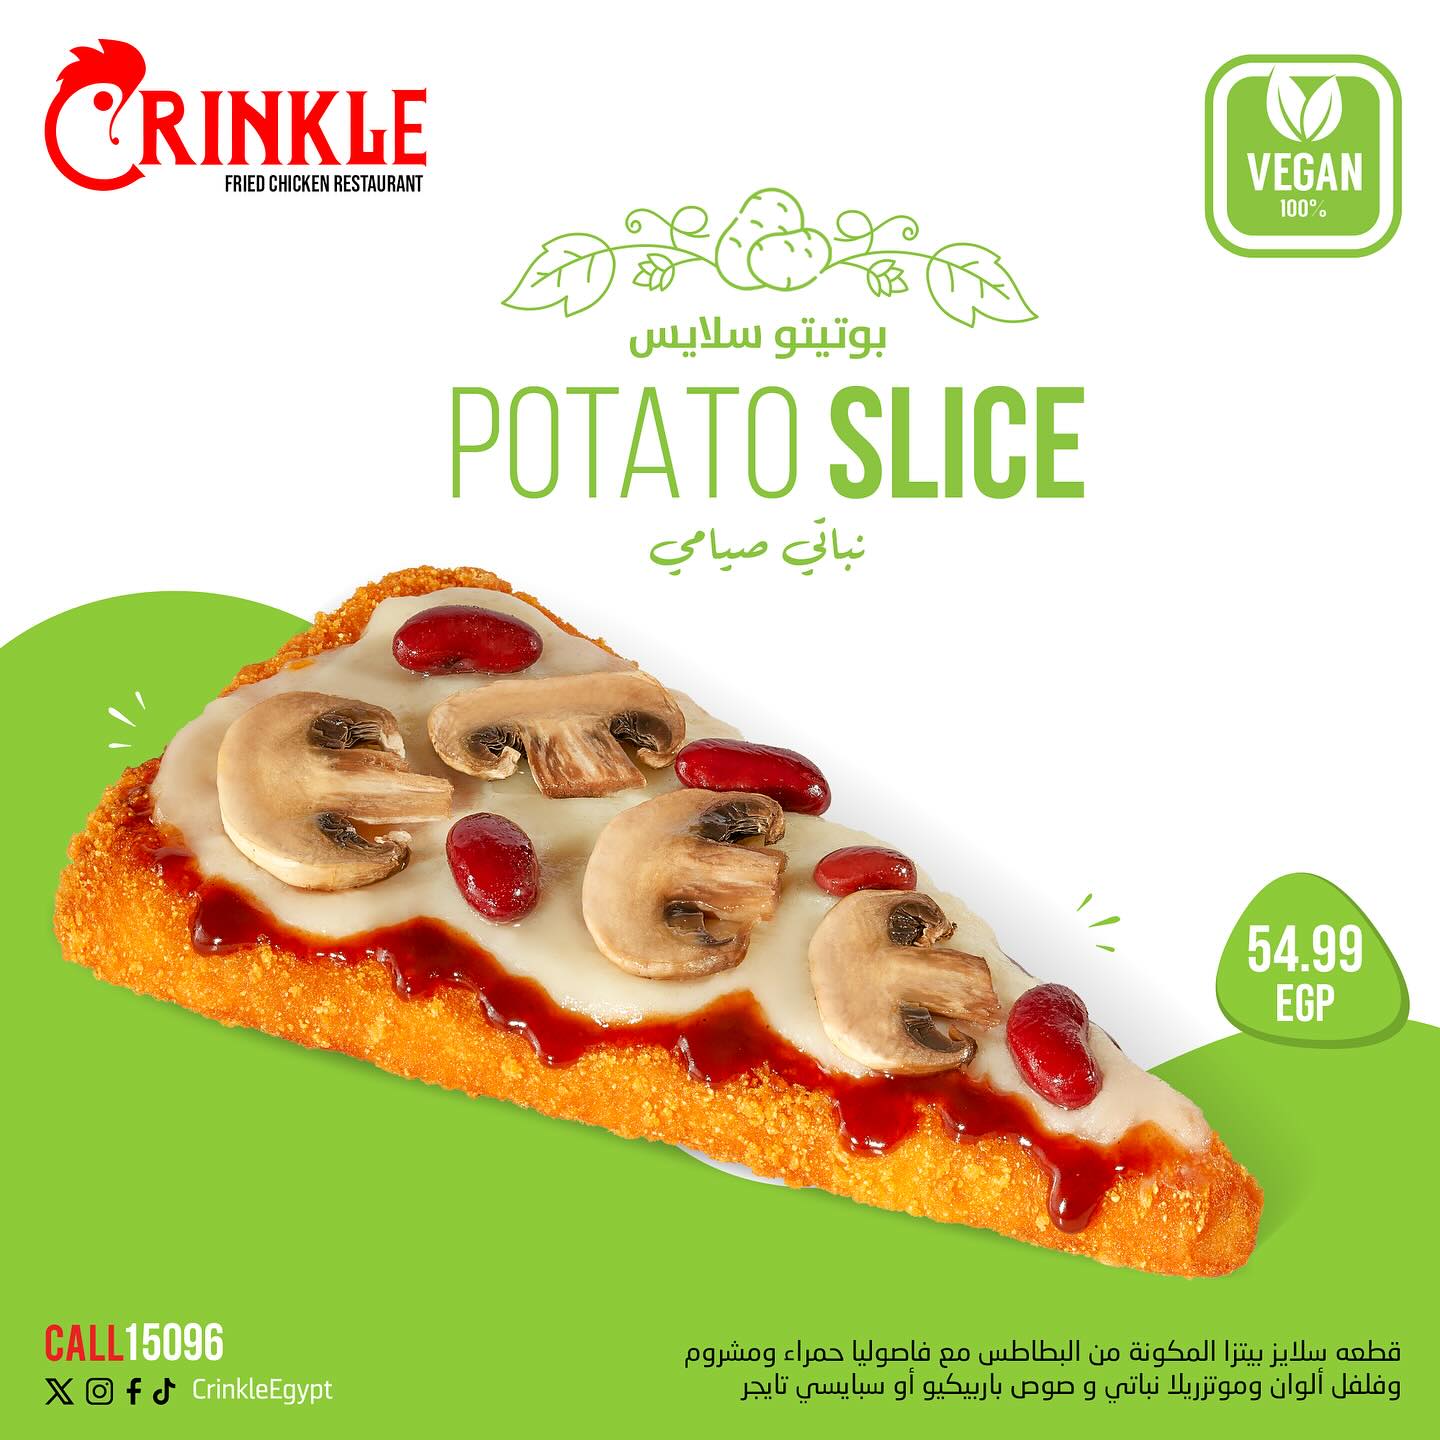 CRINKLE
FRIED CHICKEN RESTAURANT
VEGAN
100%
بوتيتو سلايس
POTATO SLICE
نباتي صيامي
54.99
EGP
CALL15096
CrinkleEgypt
قطعه سلايز بيتزا المكونة من البطاطس مع فاصوليا حمراء ومشروم
وفلفل ألوان وموتزريلا نباتي و صوص باربيكيو أو سبايسي تايجر